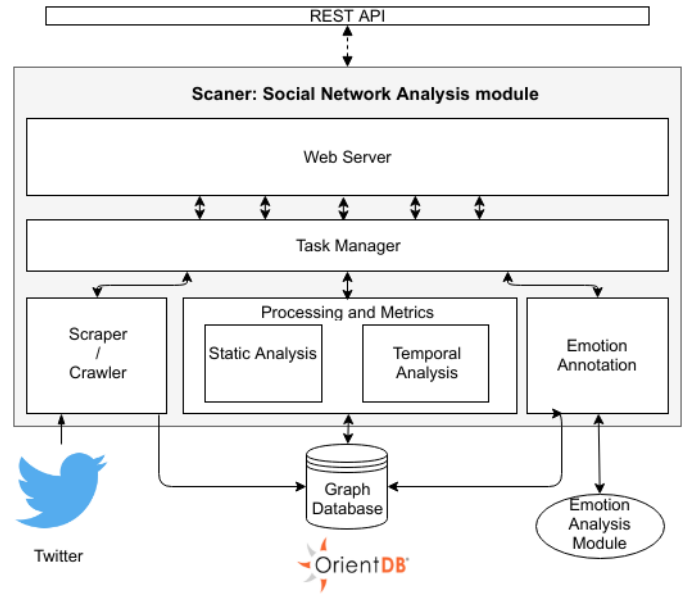 REST API
Scaner: Social Network Analysis module
Web Server
Task Manager
Scraper
/
Crawler
Processing and Metrics
Static Analysis
Temporal
Analysis
Emotion
Annotation
Graph
Database
Twitter
OrientDB
Emotion
Analysis
Module